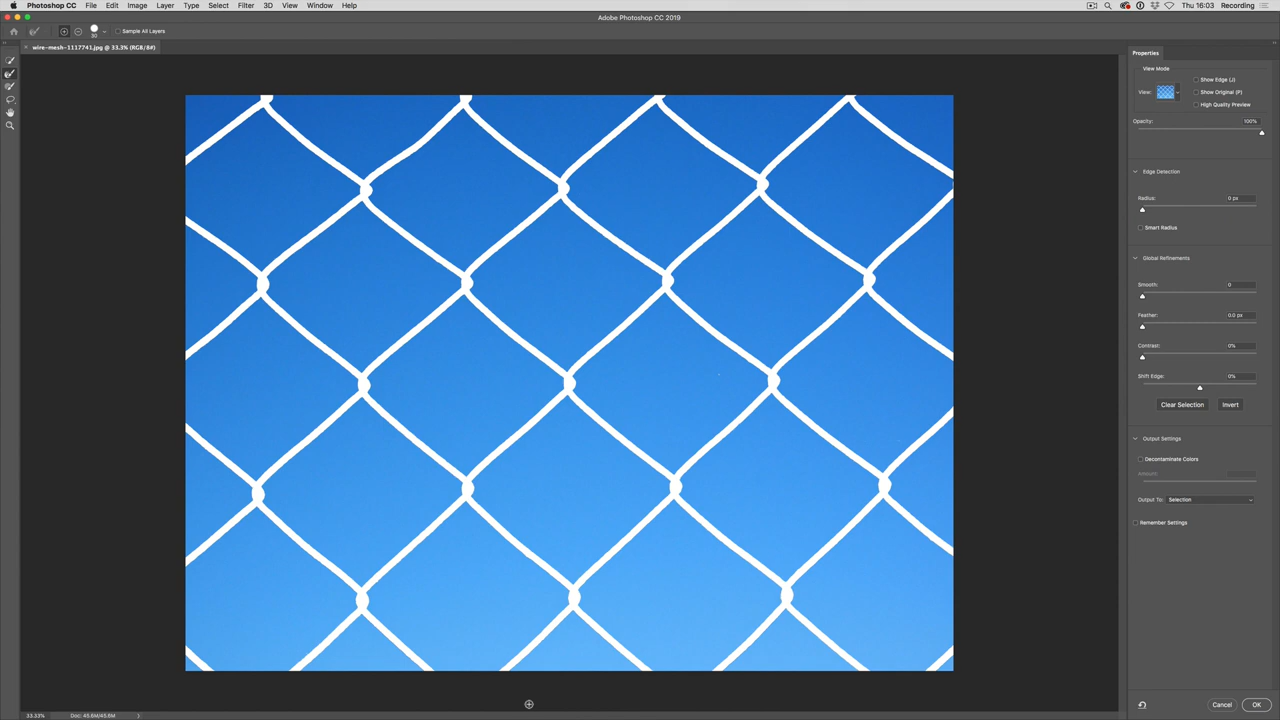 Photoshop CC File Edit Image Layer Type Select Filter 3D View Window Help Thu 16:03 Recording
Adobe Photoshop CC 2019
30 Sample All Layers
× wire-mesh-1117741.jpg @ 33.3% (RGB/8#)
Properties
View Mode
Show Edge (J)
View: Show Original (P)
High Quality Preview
Opacity: 100%
Edge Detection
Radius: 0 px
Smart Radius
Global Refinements
Smooth: 0
Feather: 0.0 px
Contrast: 0%
Shift Edge: 0%
Clear Selection Invert
Output Settings
Decontaminate Colors
Amount:
Output To: Selection
Remember Settings
Cancel OK
33.33% Doc: 45.6M/45.6M